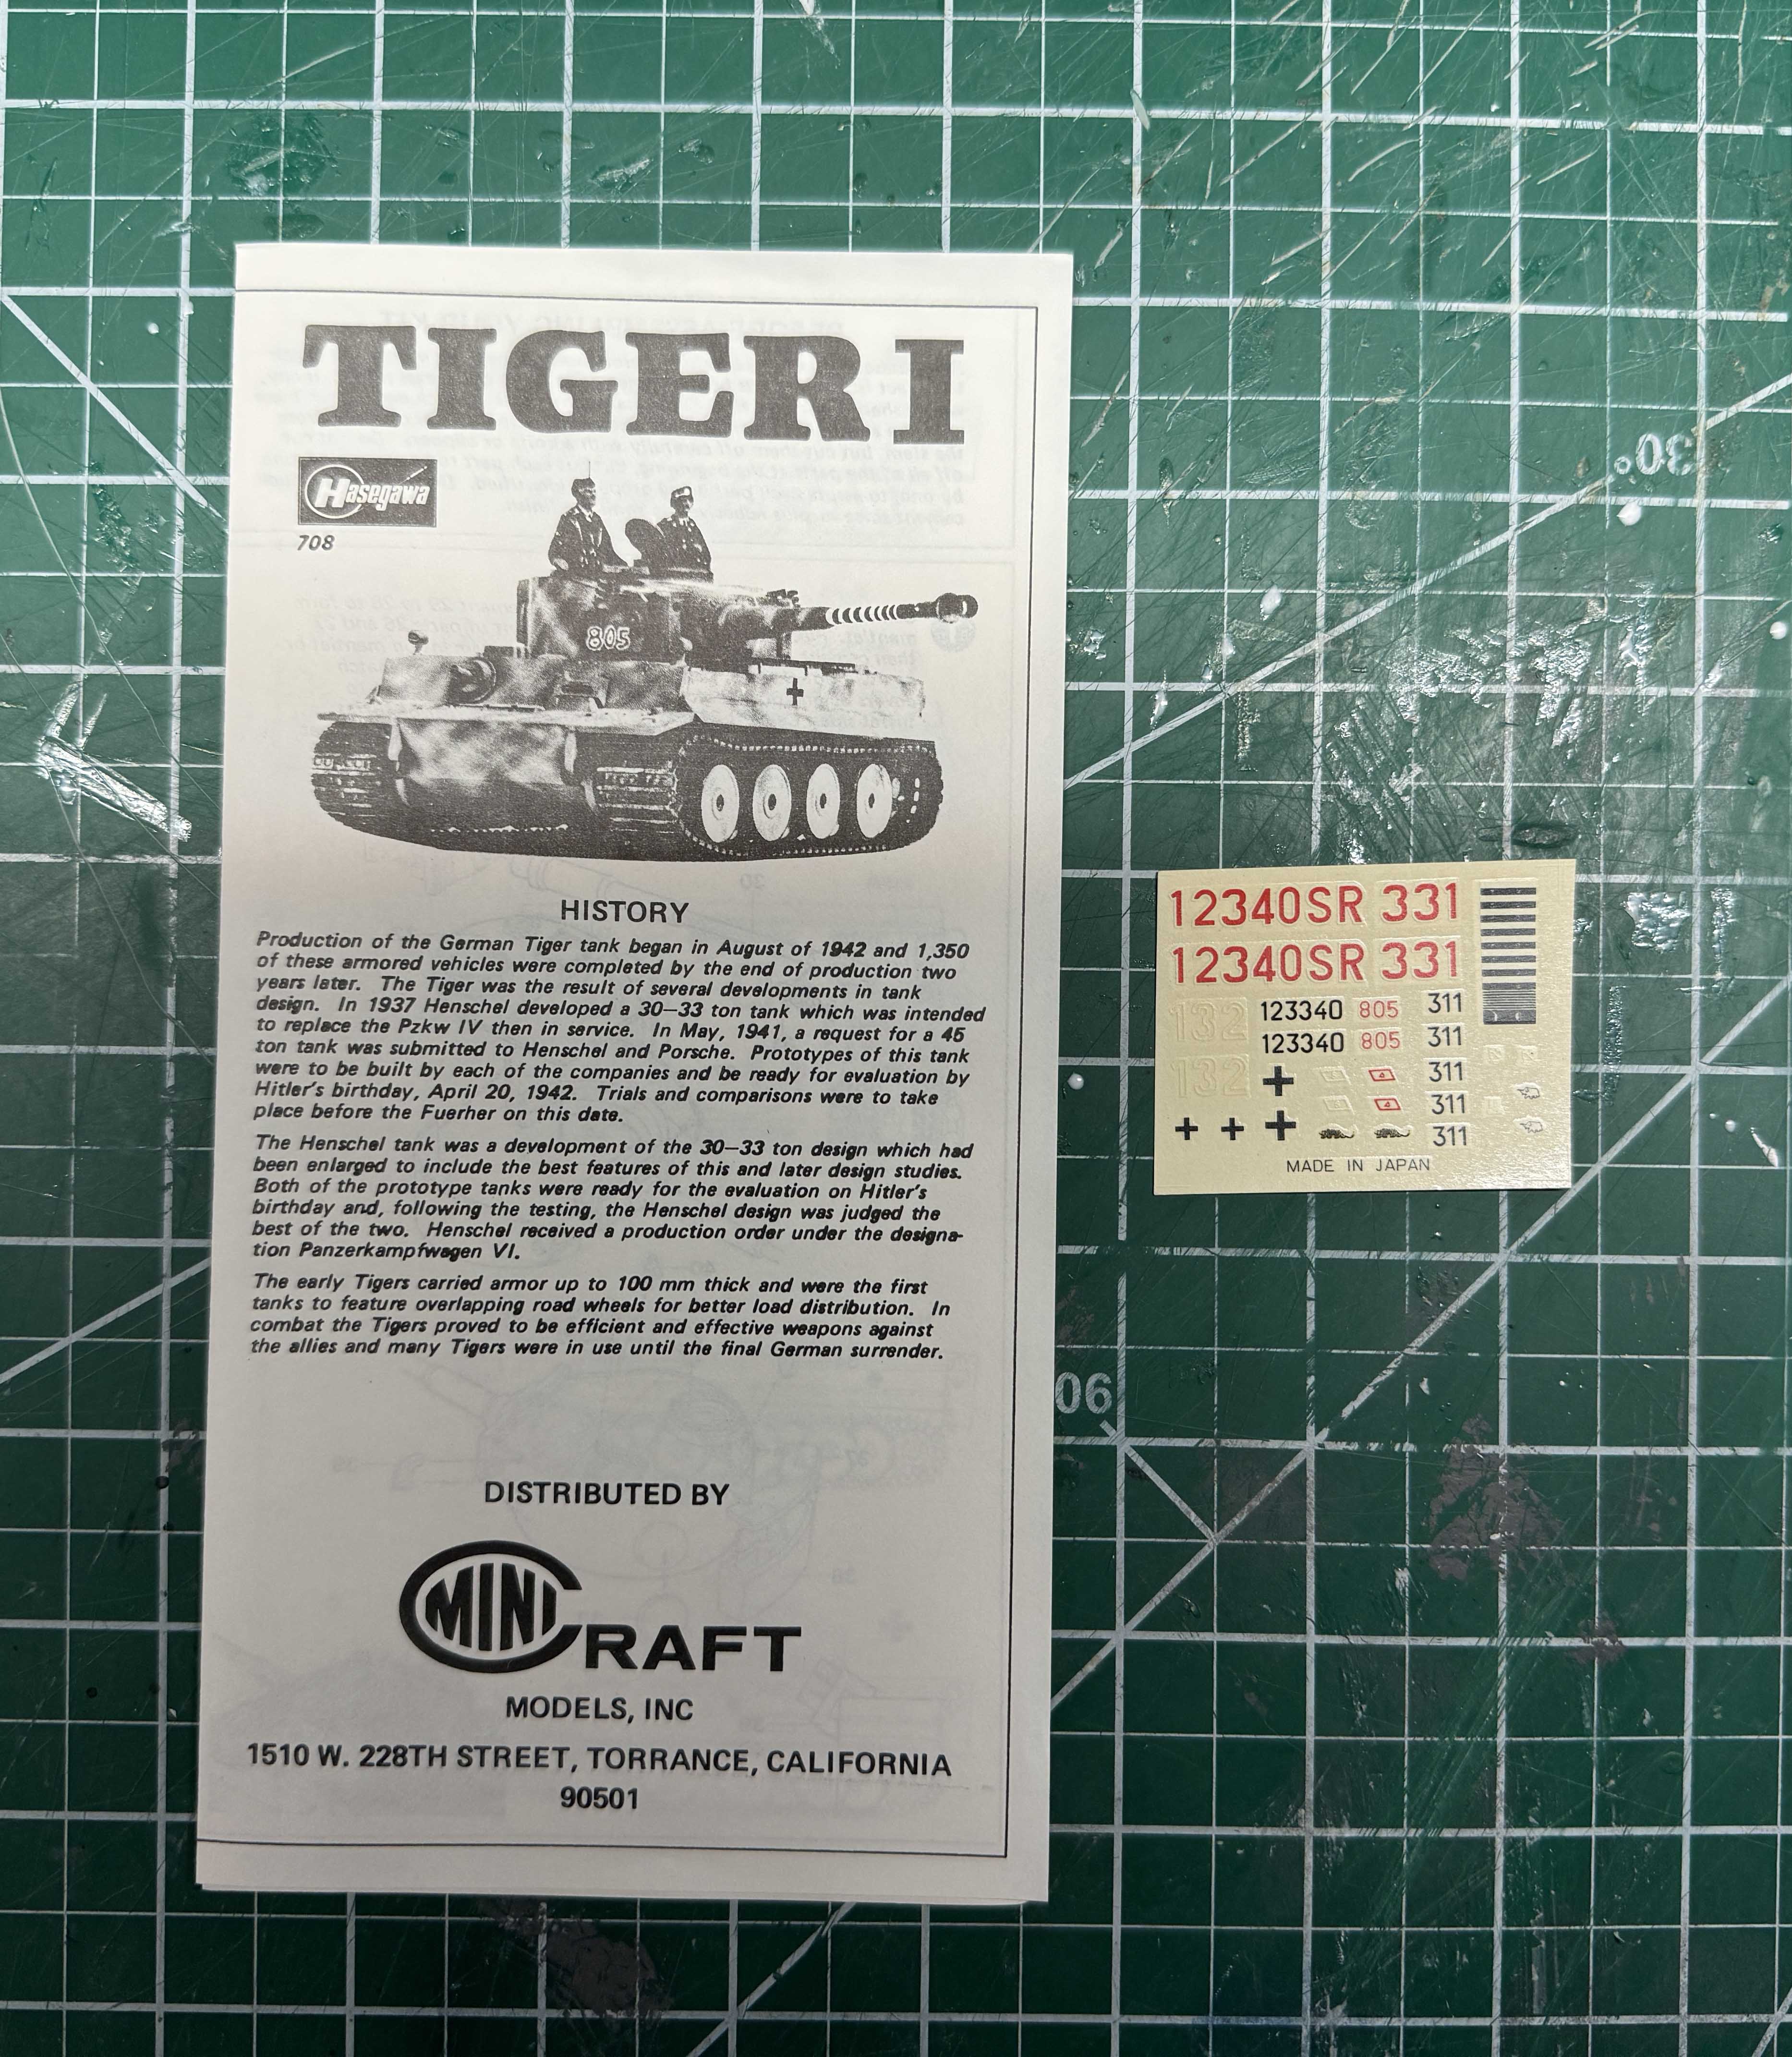 TIGER I
Hasegawa
708
805
HISTORY
Production of the German Tiger tank began in August of 1942 and 1,350
of these armored vehicles were completed by the end of production two
years later. The Tiger was the result of several developments in tank
design. In 1937 Henschel developed a 30—33 ton tank which was intended
to replace the Pzkw IV then in service. In May, 1941, a request for a 45
ton tank was submitted to Henschel and Porsche. Prototypes of this tank
were to be built by each of the companies and be ready for evaluation by
Hitler's birthday, April 20, 1942. Trials and comparisons were to take
place before the Fuerher on this date.
The Henschel tank was a development of the 30—33 ton design which had
been enlarged to include the best features of this and later design studies.
Both of the prototype tanks were ready for the evaluation on Hitler's
birthday and, following the testing, the Henschel design was judged the
best of the two. Henschel received a production order under the designa-
tion Panzerkampfwagen VI.
The early Tigers carried armor up to 100 mm thick and were the first
tanks to feature overlapping road wheels for better load distribution. In
combat the Tigers proved to be efficient and effective weapons against
the allies and many Tigers were in use until the final German surrender.
DISTRIBUTED BY
MINICRAFT
MODELS, INC
1510 W. 228TH STREET, TORRANCE, CALIFORNIA
90501
12340SR 331
12340SR 331
132 123340 805 311
123340 805 311
132 311
311
311
MADE IN JAPAN
30°
06